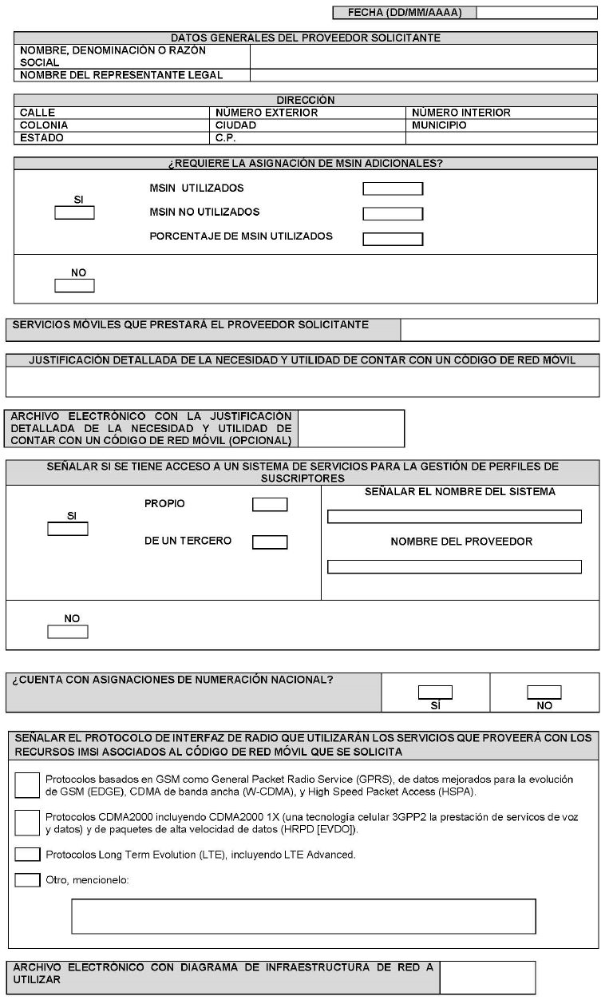 FECHA (DD/MM/AAAA)
DATOS GENERALES DEL PROVEEDOR SOLICITANTE
NOMBRE, DENOMINACIÓN O RAZÓN
SOCIAL
NOMBRE DEL REPRESENTANTE LEGAL
DIRECCIÓN
CALLE NÚMERO EXTERIOR NÚMERO INTERIOR
COLONIA CIUDAD MUNICIPIO
ESTADO C.P.
¿REQUIERE LA ASIGNACIÓN DE MSIN ADICIONALES?
SI
MSIN UTILIZADOS
MSIN NO UTILIZADOS
PORCENTAJE DE MSIN UTILIZADOS
NO
SERVICIOS MÓVILES QUE PRESTARÁ EL PROVEEDOR SOLICITANTE
JUSTIFICACIÓN DETALLADA DE LA NECESIDAD Y UTILIDAD DE CONTAR CON UN CÓDIGO DE RED MÓVIL
ARCHIVO ELECTRÓNICO CON LA JUSTIFICACIÓN
DETALLADA DE LA NECESIDAD Y UTILIDAD DE
CONTAR CON UN CÓDIGO DE RED MÓVIL (OPCIONAL)
SEÑALAR SI SE TIENE ACCESO A UN SISTEMA DE SERVICIOS PARA LA GESTIÓN DE PERFILES DE
SUSCRIPTORES
SI
PROPIO
DE UN TERCERO
SEÑALAR EL NOMBRE DEL SISTEMA
NOMBRE DEL PROVEEDOR
NO
¿CUENTA CON ASIGNACIONES DE NUMERACIÓN NACIONAL?
SÍ NO
SEÑALAR EL PROTOCOLO DE INTERFAZ DE RADIO QUE UTILIZARÁN LOS SERVICIOS QUE PROVEERÁ CON LOS
RECURSOS IMSI ASOCIADOS AL CÓDIGO DE RED MÓVIL QUE SE SOLICITA
Protocolos basados en GSM como General Packet Radio Service (GPRS), de datos mejorados para la evolución
de GSM (EDGE), CDMA de banda ancha (W-CDMA), y High Speed Packet Access (HSPA).
Protocolos CDMA2000 incluyendo CDMA2000 1X (una tecnología celular 3GPP2 la prestación de servicos de voz
y datos) y de paquetes de alta velocidad de datos (HRPD [EVDO]).
Protocolos Long Term Evolution (LTE), incluyendo LTE Advanced.
Otro, mencionelo:
ARCHIVO ELECTRÓNICO CON DIAGRAMA DE INFRAESTRUCTURA DE RED A
UTILIZAR